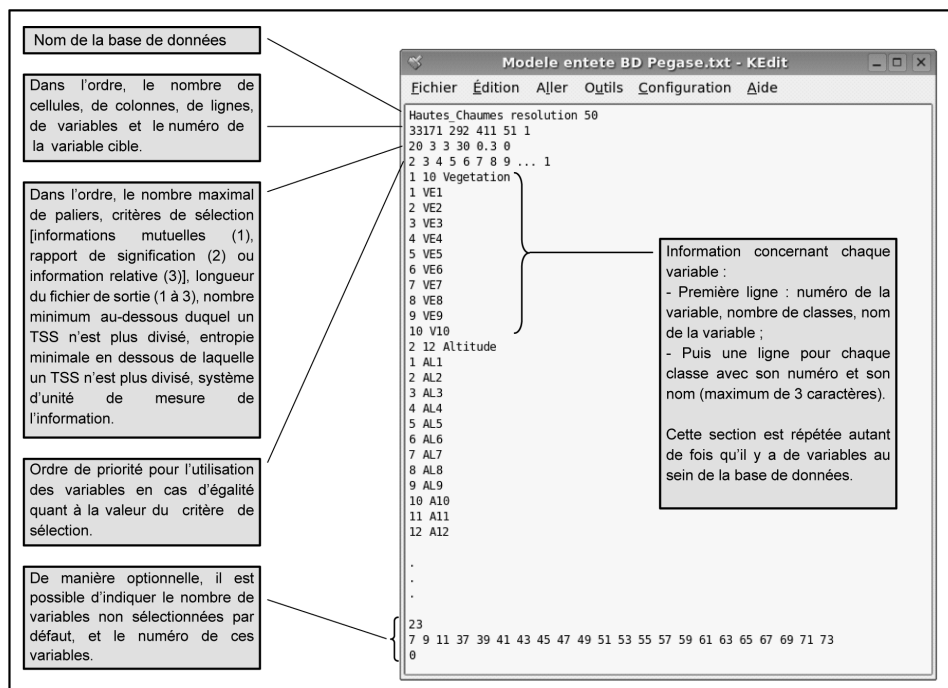 Nom de la base de données
Dans l'ordre, le nombre de
cellules, de colonnes, de lignes,
de variables et le numéro de
la variable cible.
Dans l'ordre, le nombre maximal
de paliers, critères de sélection
[informations mutuelles (1),
rapport de signification (2) ou
information relative (3)], longueur
du fichier de sortie (1 à 3), nombre
minimum au-dessous duquel un
TSS n'est plus divisé, entropie
minimale en dessous de laquelle
un TSS n'est plus divisé, système
d'unité de mesure de
l'information.
Ordre de priorité pour l'utilisation
des variables en cas d'égalité
quant à la valeur du critère de
sélection.
De manière optionnelle, il est
possible d'indiquer le nombre de
variables non sélectionnées par
défaut, et le numéro de ces
variables.
Modele entete BD Pegase.txt - KEdit
Fichier Édition Aller Outils Configuration Aide
Hautes_Chaumes resolution 50
33171 292 411 51 1
20 3 3 30 0.3 0
2 3 4 5 6 7 8 9 ... 1
1 10 Vegetation
1 VE1
2 VE2
3 VE3
4 VE4
5 VE5
6 VE6
7 VE7
8 VE8
9 VE9
10 V10
2 12 Altitude
1 AL1
2 AL2
3 AL3
4 AL4
5 AL5
6 AL6
7 AL7
8 AL8
9 AL9
10 A10
11 A11
12 A12
.
.
.
23
7 9 11 37 39 41 43 45 47 49 51 53 55 57 59 61 63 65 67 69 71 73
0
Information concernant chaque
variable :
- Première ligne : numéro de la
variable, nombre de classes, nom
de la variable ;
- Puis une ligne pour chaque
classe avec son numéro et son
nom (maximum de 3 caractères).
Cette section est répétée autant
de fois qu'il y a de variables au
sein de la base de données.